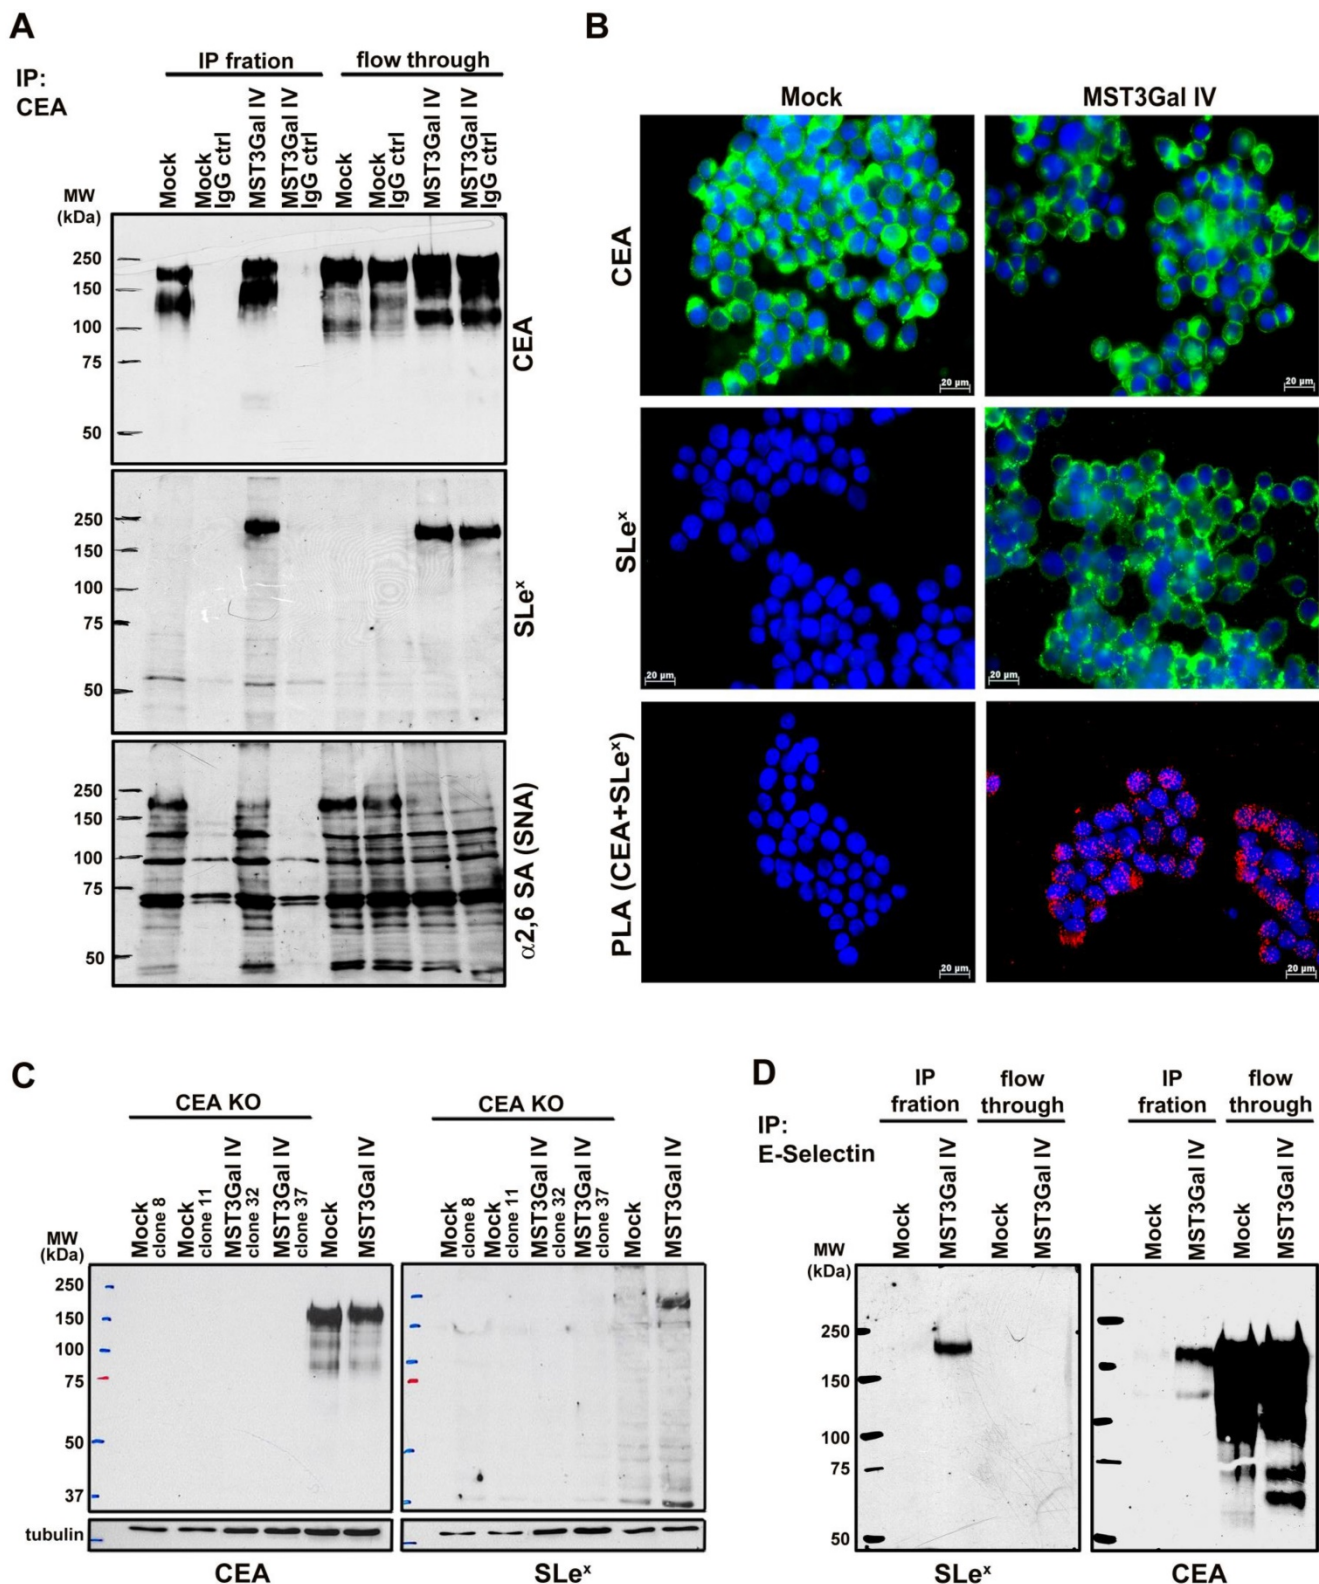 A
IP fration
flow through
IP:
CEA
Mock
Mock
IgG ctrl
MST3Gal IV
MST3Gal IV
IgG ctrl
Mock
Mock
IgG ctrl
MST3Gal IV
MST3Gal IV
IgG ctrl
MW
(kDa)
250
150
100
75
50
CEA
250
150
100
75
50
SLeˣ
250
150
100
75
50
α2,6 SA (SNA)
B
Mock
MST3Gal IV
CEA
20 µm
20 µm
SLeˣ
20 µm
20 µm
PLA (CEA+SLeˣ)
20 µm
20 µm
C
CEA KO
CEA KO
Mock
clone 8
Mock
clone 11
MST3Gal IV
clone 32
MST3Gal IV
clone 37
Mock
MST3Gal IV
Mock
clone 8
Mock
clone 11
MST3Gal IV
clone 32
MST3Gal IV
clone 37
Mock
MST3Gal IV
MW
(kDa)
250
150
100
75
50
37
tubulin
CEA
SLeˣ
D
IP
fration
flow
through
IP
fration
flow
through
IP:
E-Selectin
Mock
MST3Gal IV
Mock
MST3Gal IV
Mock
MST3Gal IV
Mock
MST3Gal IV
MW
(kDa)
250
150
100
75
50
SLeˣ
CEA